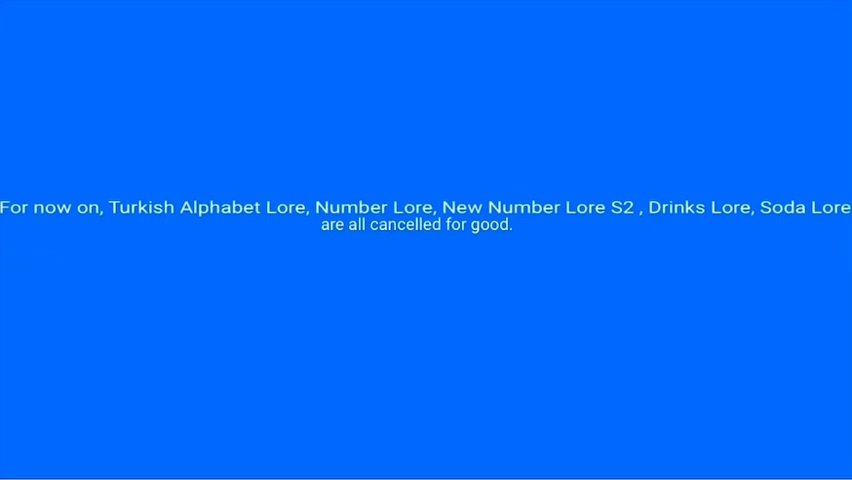 For now on, Turkish Alphabet Lore, Number Lore, New Number Lore S2 , Drinks Lore, Soda Lore
are all cancelled for good.